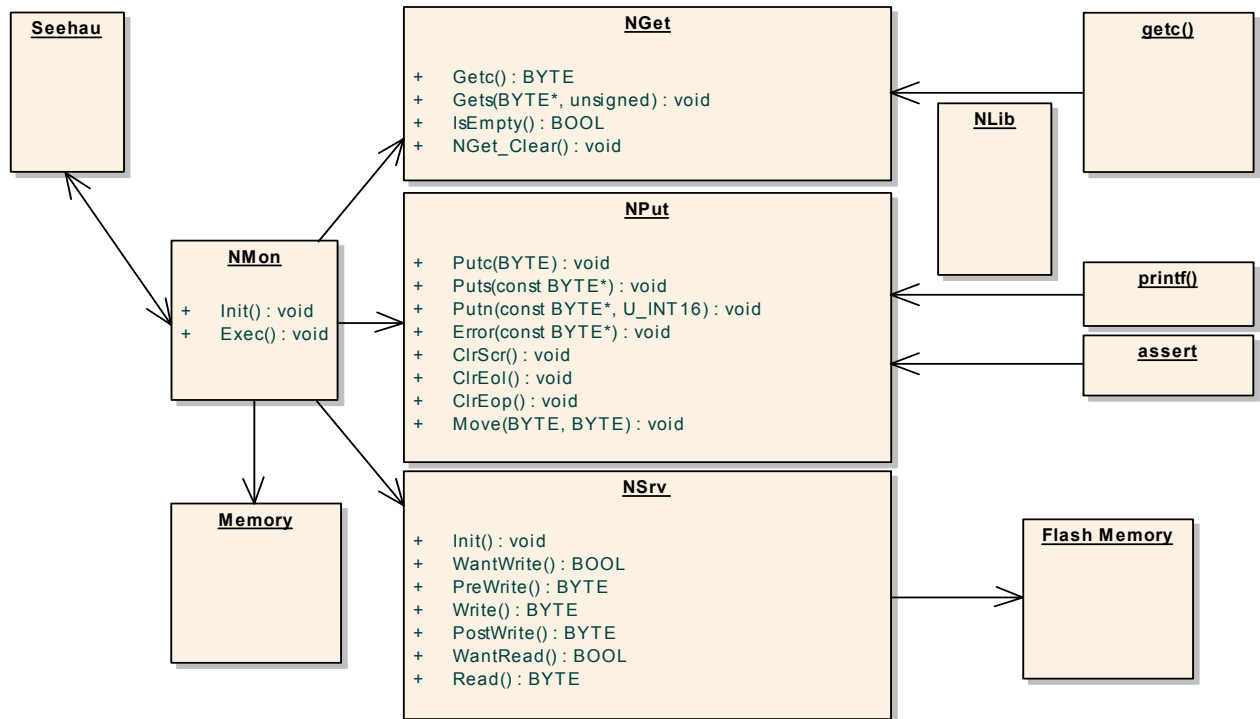 Seehau
NGet
+ Getc() : BYTE
+ Gets(BYTE*, unsigned) : void
+ IsEmpty() : BOOL
+ NGet_Clear() : void
getc()
NLib
NPut
+ Putc(BYTE) : void
+ Puts(const BYTE*) : void
+ Putn(const BYTE*, U_INT16) : void
+ Error(const BYTE*) : void
+ ClrScr() : void
+ ClrEol() : void
+ ClrEop() : void
+ Move(BYTE, BYTE) : void
NMon
+ Init() : void
+ Exec() : void
printf()
assert
Memory
NSrv
+ Init() : void
+ WantWrite() : BOOL
+ PreWrite() : BYTE
+ Write() : BYTE
+ PostWrite() : BYTE
+ WantRead() : BOOL
+ Read() : BYTE
Flash Memory